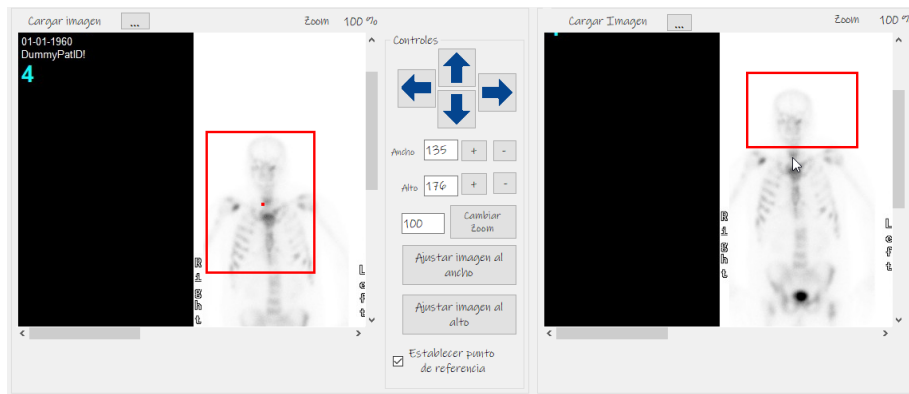 Cargar imagen
...
Zoom 100 %
01-01-1960
DummyPatID!
4
Right
Left
Controles
Ancho 135 + -
Alto 176 + -
100
Cambiar
Zoom
Ajustar imagen al
ancho
Ajustar imagen al
alto
Establecer punto
de referencia
Cargar Imagen
...
Zoom 100 %
Right
Left